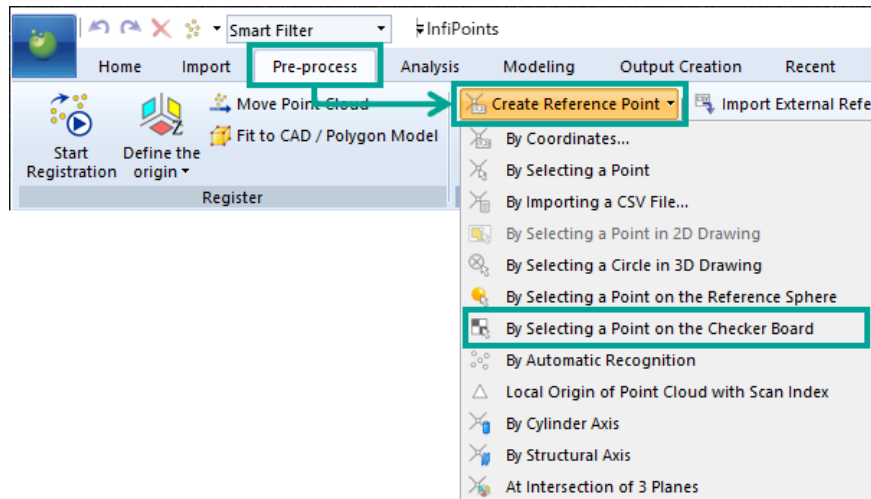 Smart Filter
InfiPoints
Home Import Pre-process Analysis Modeling Output Creation Recent
Start Registration
Define the origin
Move Point Cloud
Fit to CAD / Polygon Model
Register
Create Reference Point
Import External
By Coordinates...
By Selecting a Point
By Importing a CSV File...
By Selecting a Point in 2D Drawing
By Selecting a Circle in 3D Drawing
By Selecting a Point on the Reference Sphere
By Selecting a Point on the Checker Board
By Automatic Recognition
Local Origin of Point Cloud with Scan Index
By Cylinder Axis
By Structural Axis
At Intersection of 3 Planes